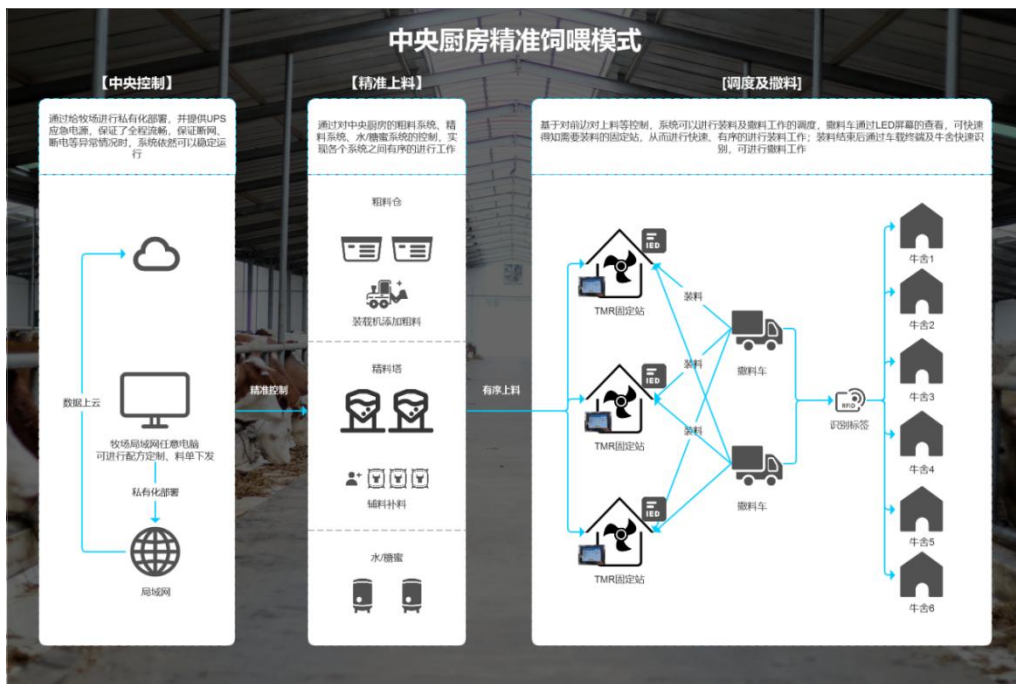 中央厨房精准饲喂模式
【中央控制】
通过给牧场进行私有化部署，并提供UPS
应急电源，保证了全程流畅，保证断网、
断电等异常情况时，系统依然可以稳定运
行
数据上云
牧场局域网任意电脑
可进行配方定制、料单下发
私有化部署
局域网
精准控制
【精准上料】
通过对中央厨房的粗料系统、精
料系统、水/糖蜜系统的控制，实
现各个系统之间有序的进行工作
粗料仓
装载机添加粗料
精料塔
辅料补料
水/糖蜜
有序上料
[调度及撒料]
基于对前边对上料等控制，系统可以进行装料及撒料工作的调度，撒料车通过LED屏幕的查看，可快速
得知需要装料的固定站，从而进行快速、有序的进行装料工作；装料结束后通过车载终端及牛舍快速识
别，可进行撒料工作
IED
TMR固定站
IED
TMR固定站
IED
TMR固定站
装料
装料
装料
撒料车
撒料车
RFID
识别标签
牛舍1
牛舍2
牛舍3
牛舍4
牛舍5
牛舍6